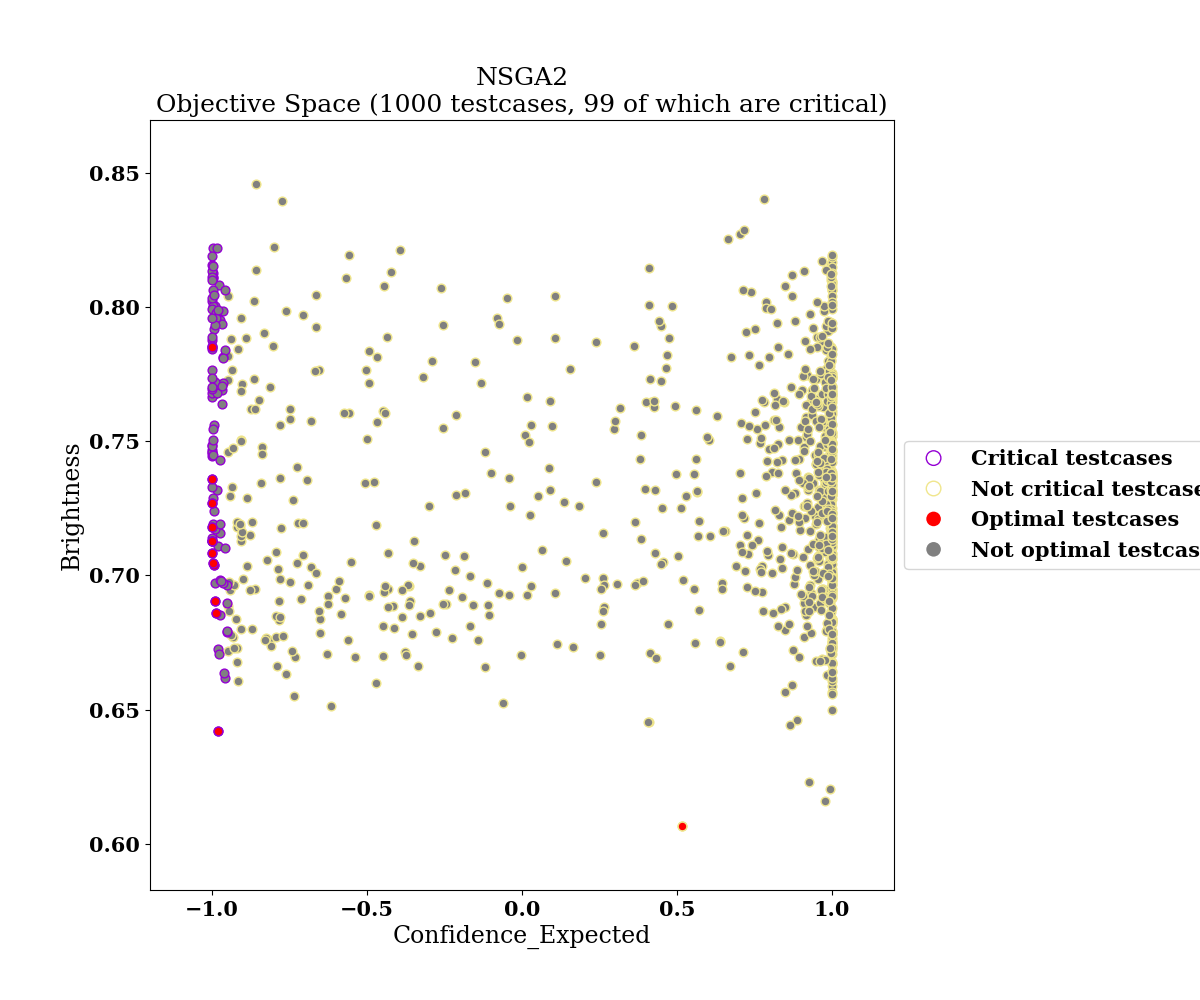 NSGA2
Objective Space (1000 testcases, 99 of which are critical)
0.85
0.80
0.75
0.70
0.65
0.60
Brightness
−1.0
−0.5
0.0
0.5
1.0
Confidence_Expected
Critical testcases
Not critical testcase
Optimal testcases
Not optimal testcas